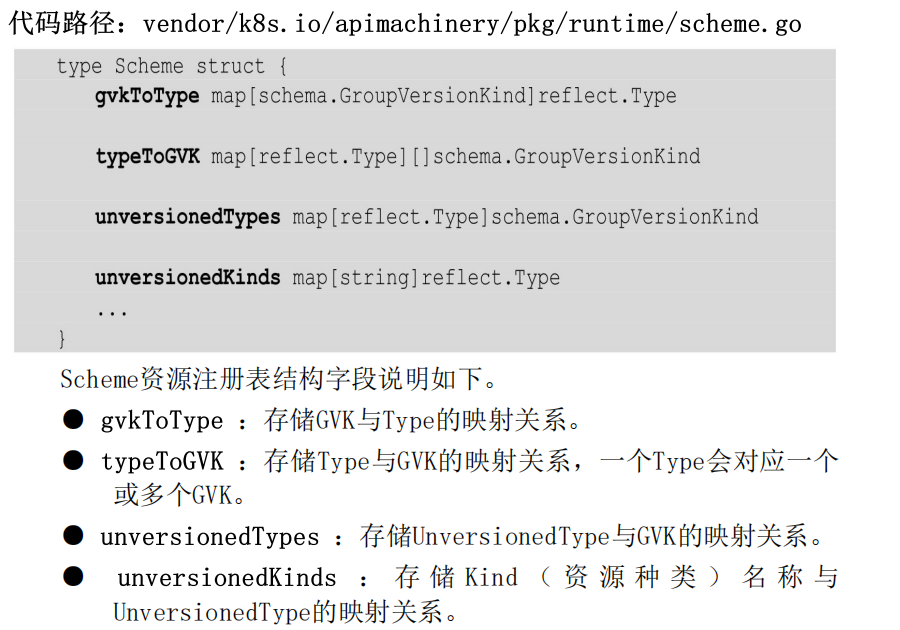 代码路径：vendor/k8s.io/apimachinery/pkg/runtime/scheme.go
type Scheme struct {
gvkToType map[schema.GroupVersionKind]reflect.Type
typeToGVK map[reflect.Type][]schema.GroupVersionKind
unversionedTypes map[reflect.Type]schema.GroupVersionKind
unversionedKinds map[string]reflect.Type
...
}
Scheme资源注册表结构字段说明如下。
● gvkToType ：存储GVK与Type的映射关系。
● typeToGVK ：存储Type与GVK的映射关系，一个Type会对应一个
或多个GVK。
● unversionedTypes ：存储UnversionedType与GVK的映射关系。
● unversionedKinds ：存储Kind（资源种类）名称与
UnversionedType的映射关系。